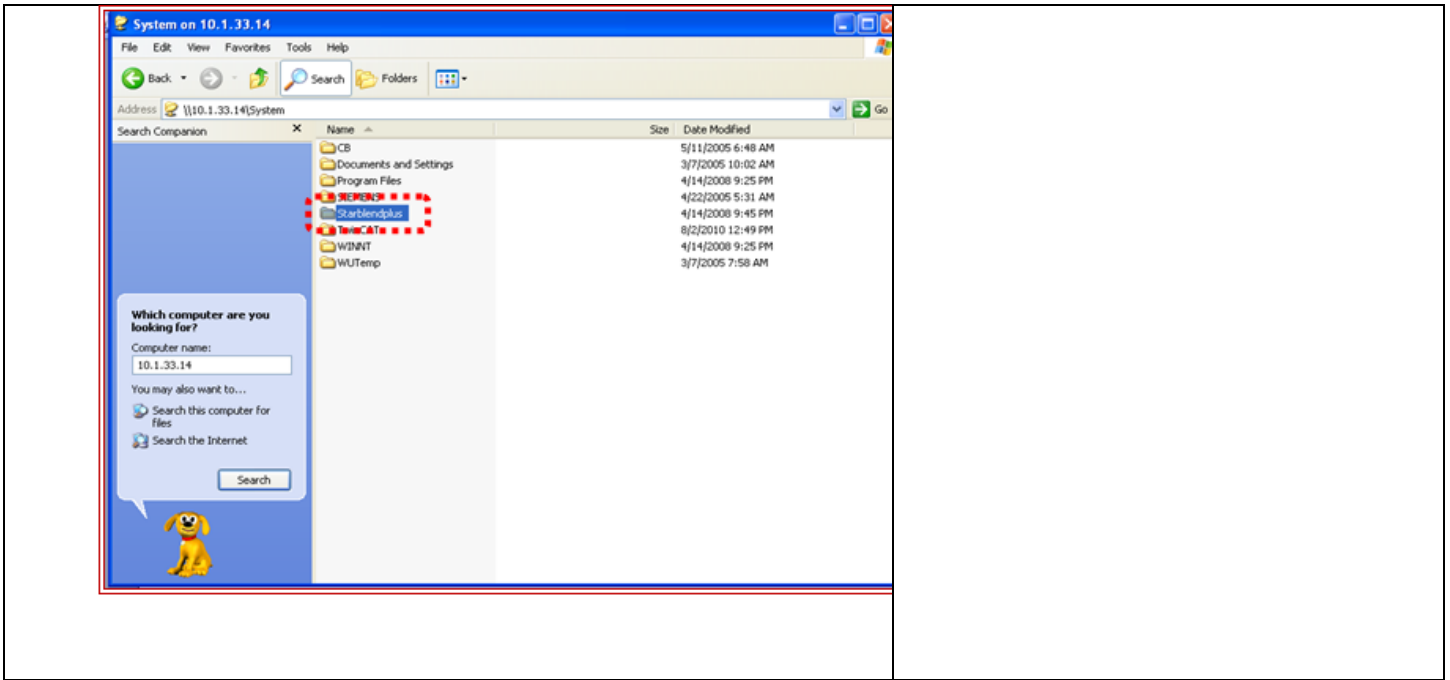 System on 10.1.33.14
File Edit View Favorites Tools Help
Back Search Folders
Address \\10.1.33.14\System Go
Search Companion Name Size Date Modified
CB 5/11/2005 6:48 AM
Documents and Settings 3/7/2005 10:02 AM
Program Files 4/14/2008 9:25 PM
SIEMENS 4/22/2005 5:31 AM
Starblendplus 4/14/2008 9:45 PM
TwinCAT 8/2/2010 12:49 PM
WINNT 4/14/2008 9:25 PM
WUTemp 3/7/2005 7:58 AM
Which computer are you
looking for?
Computer name:
10.1.33.14
You may also want to...
Search this computer for
files
Search the Internet
Search